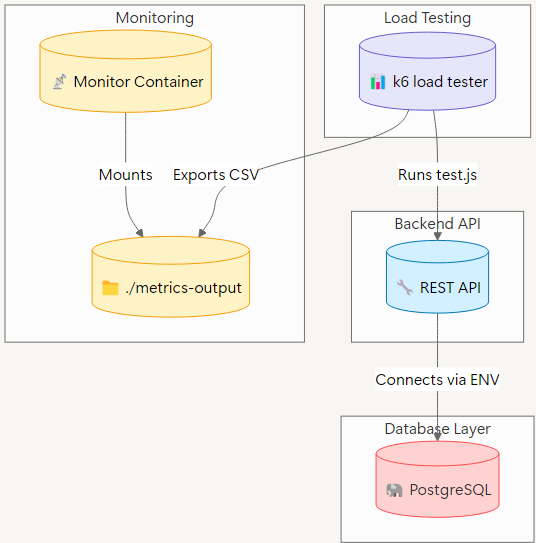 Monitoring
Load Testing
📡 Monitor Container
📊 k6 load tester
Mounts
Exports CSV
Runs test.js
Backend API
📁 ./metrics-output
🔧 REST API
Connects via ENV
Database Layer
🐘 PostgreSQL